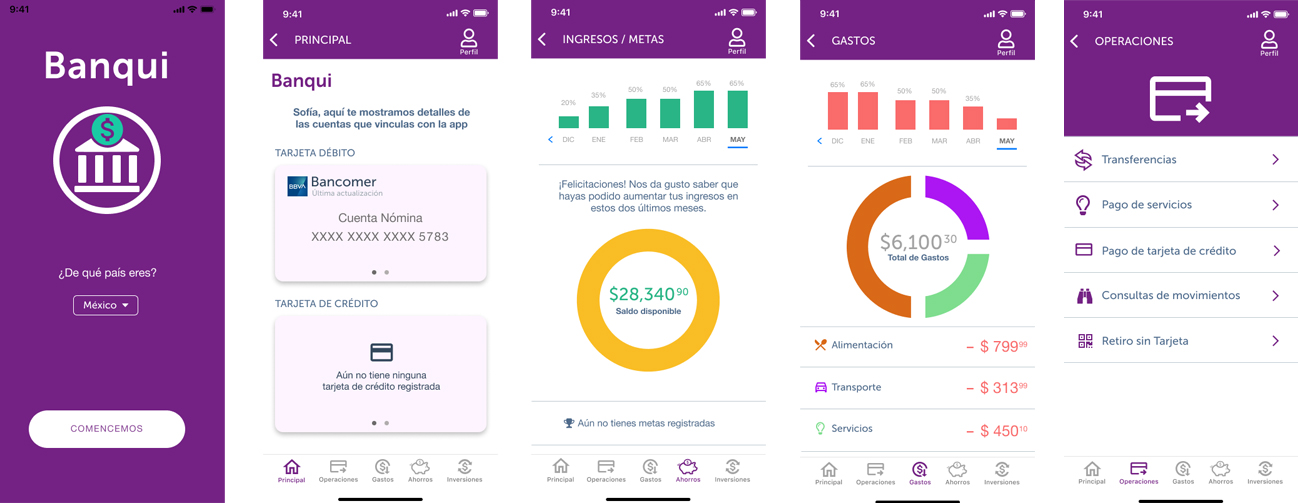 9:41
Banqui
$
¿De qué país eres?
México
COMENCEMOS
9:41
PRINCIPAL
Perfil
Banqui
Sofía, aquí te mostramos detalles de
las cuentas que vinculas con la app
TARJETA DÉBITO
BBVA Bancomer
Última actualización
Cuenta Nómina
XXXX XXXX XXXX 5783
TARJETA DE CRÉDITO
Aún no tiene ninguna
tarjeta de crédito registrada
Principal Operaciones Gastos Ahorros Inversiones
9:41
INGRESOS / METAS
Perfil
20% 35% 50% 50% 65% 65%
DIC ENE FEB MAR ABR MAY
¡Felicitaciones! Nos da gusto saber que
hayas podido aumentar tus ingresos en
estos dos últimos meses.
$28,340 90
Saldo disponible
Aún no tienes metas registradas
Principal Operaciones Gastos Ahorros Inversiones
9:41
GASTOS
Perfil
65% 65% 50% 50% 35%
DIC ENE FEB MAR ABR MAY
$6,100 30
Total de Gastos
Alimentación – $ 799 99
Transporte – $ 313 99
Servicios – $ 450 10
Principal Operaciones Gastos Ahorros Inversiones
9:41
OPERACIONES
Perfil
Transferencias
Pago de servicios
Pago de tarjeta de crédito
Consultas de movimientos
Retiro sin Tarjeta
Principal Operaciones Gastos Ahorros Inversiones